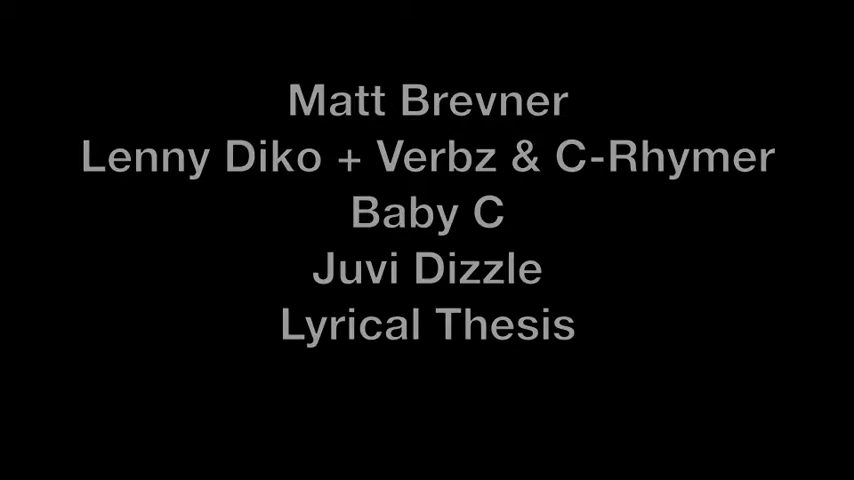 Matt Brevner
Lenny Diko + Verbz & C-Rhymer
Baby C
Juvi Dizzle
Lyrical Thesis